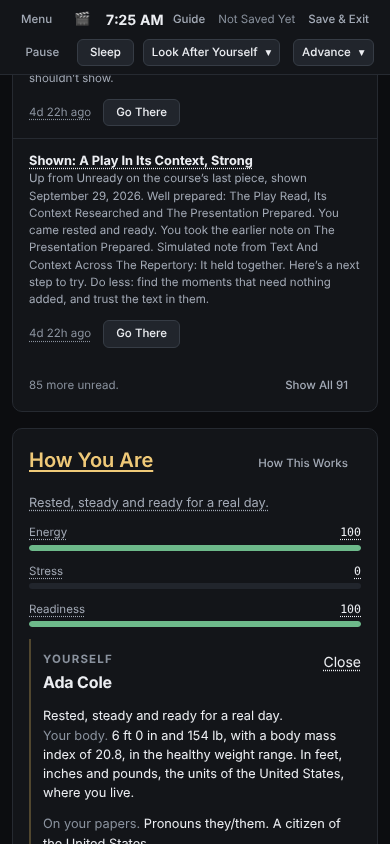 Menu 🎬 7:25 AM Guide Not Saved Yet Save & Exit
Pause Sleep Look After Yourself ▾ Advance ▾
shouldn't show.
4d 22h ago Go There
Shown: A Play In Its Context, Strong
Up from Unready on the course's last piece, shown
September 29, 2026. Well prepared: The Play Read, Its
Context Researched and The Presentation Prepared. You
came rested and ready. You took the earlier note on The
Presentation Prepared. Simulated note from Text And
Context Across The Repertory: It held together. Here's a next
step to try. Do less: find the moments that need nothing
added, and trust the text in them.
4d 22h ago Go There
85 more unread. Show All 91
How You Are How This Works
Rested, steady and ready for a real day.
Energy 100
Stress 0
Readiness 100
YOURSELF Close
Ada Cole
Rested, steady and ready for a real day.
Your body. 6 ft 0 in and 154 lb, with a body mass
index of 20.8, in the healthy weight range. In feet,
inches and pounds, the units of the United States,
where you live.
On your papers. Pronouns they/them. A citizen of
the United States.